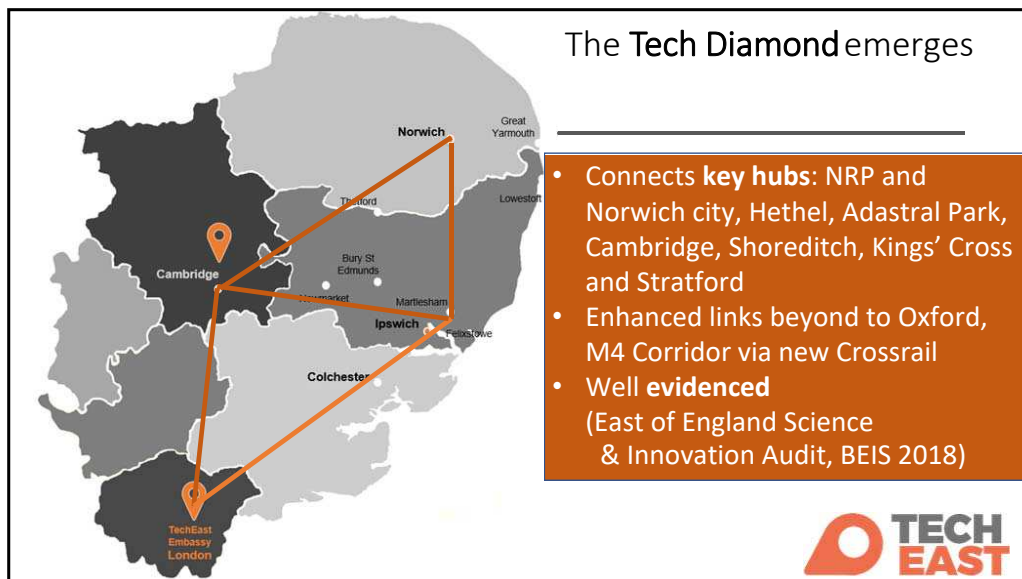 The Tech Diamond emerges
Norwich
Great
Yarmouth
Thetford
Lowestoft
Cambridge
Bury St
Edmunds
Newmarket
Martlesham
Ipswich
Felixstowe
Colchester
TechEast
Embassy
London
• Connects key hubs: NRP and
Norwich city, Hethel, Adastral Park,
Cambridge, Shoreditch, Kings’ Cross
and Stratford
• Enhanced links beyond to Oxford,
M4 Corridor via new Crossrail
• Well evidenced
(East of England Science
& Innovation Audit, BEIS 2018)
TECH
EAST